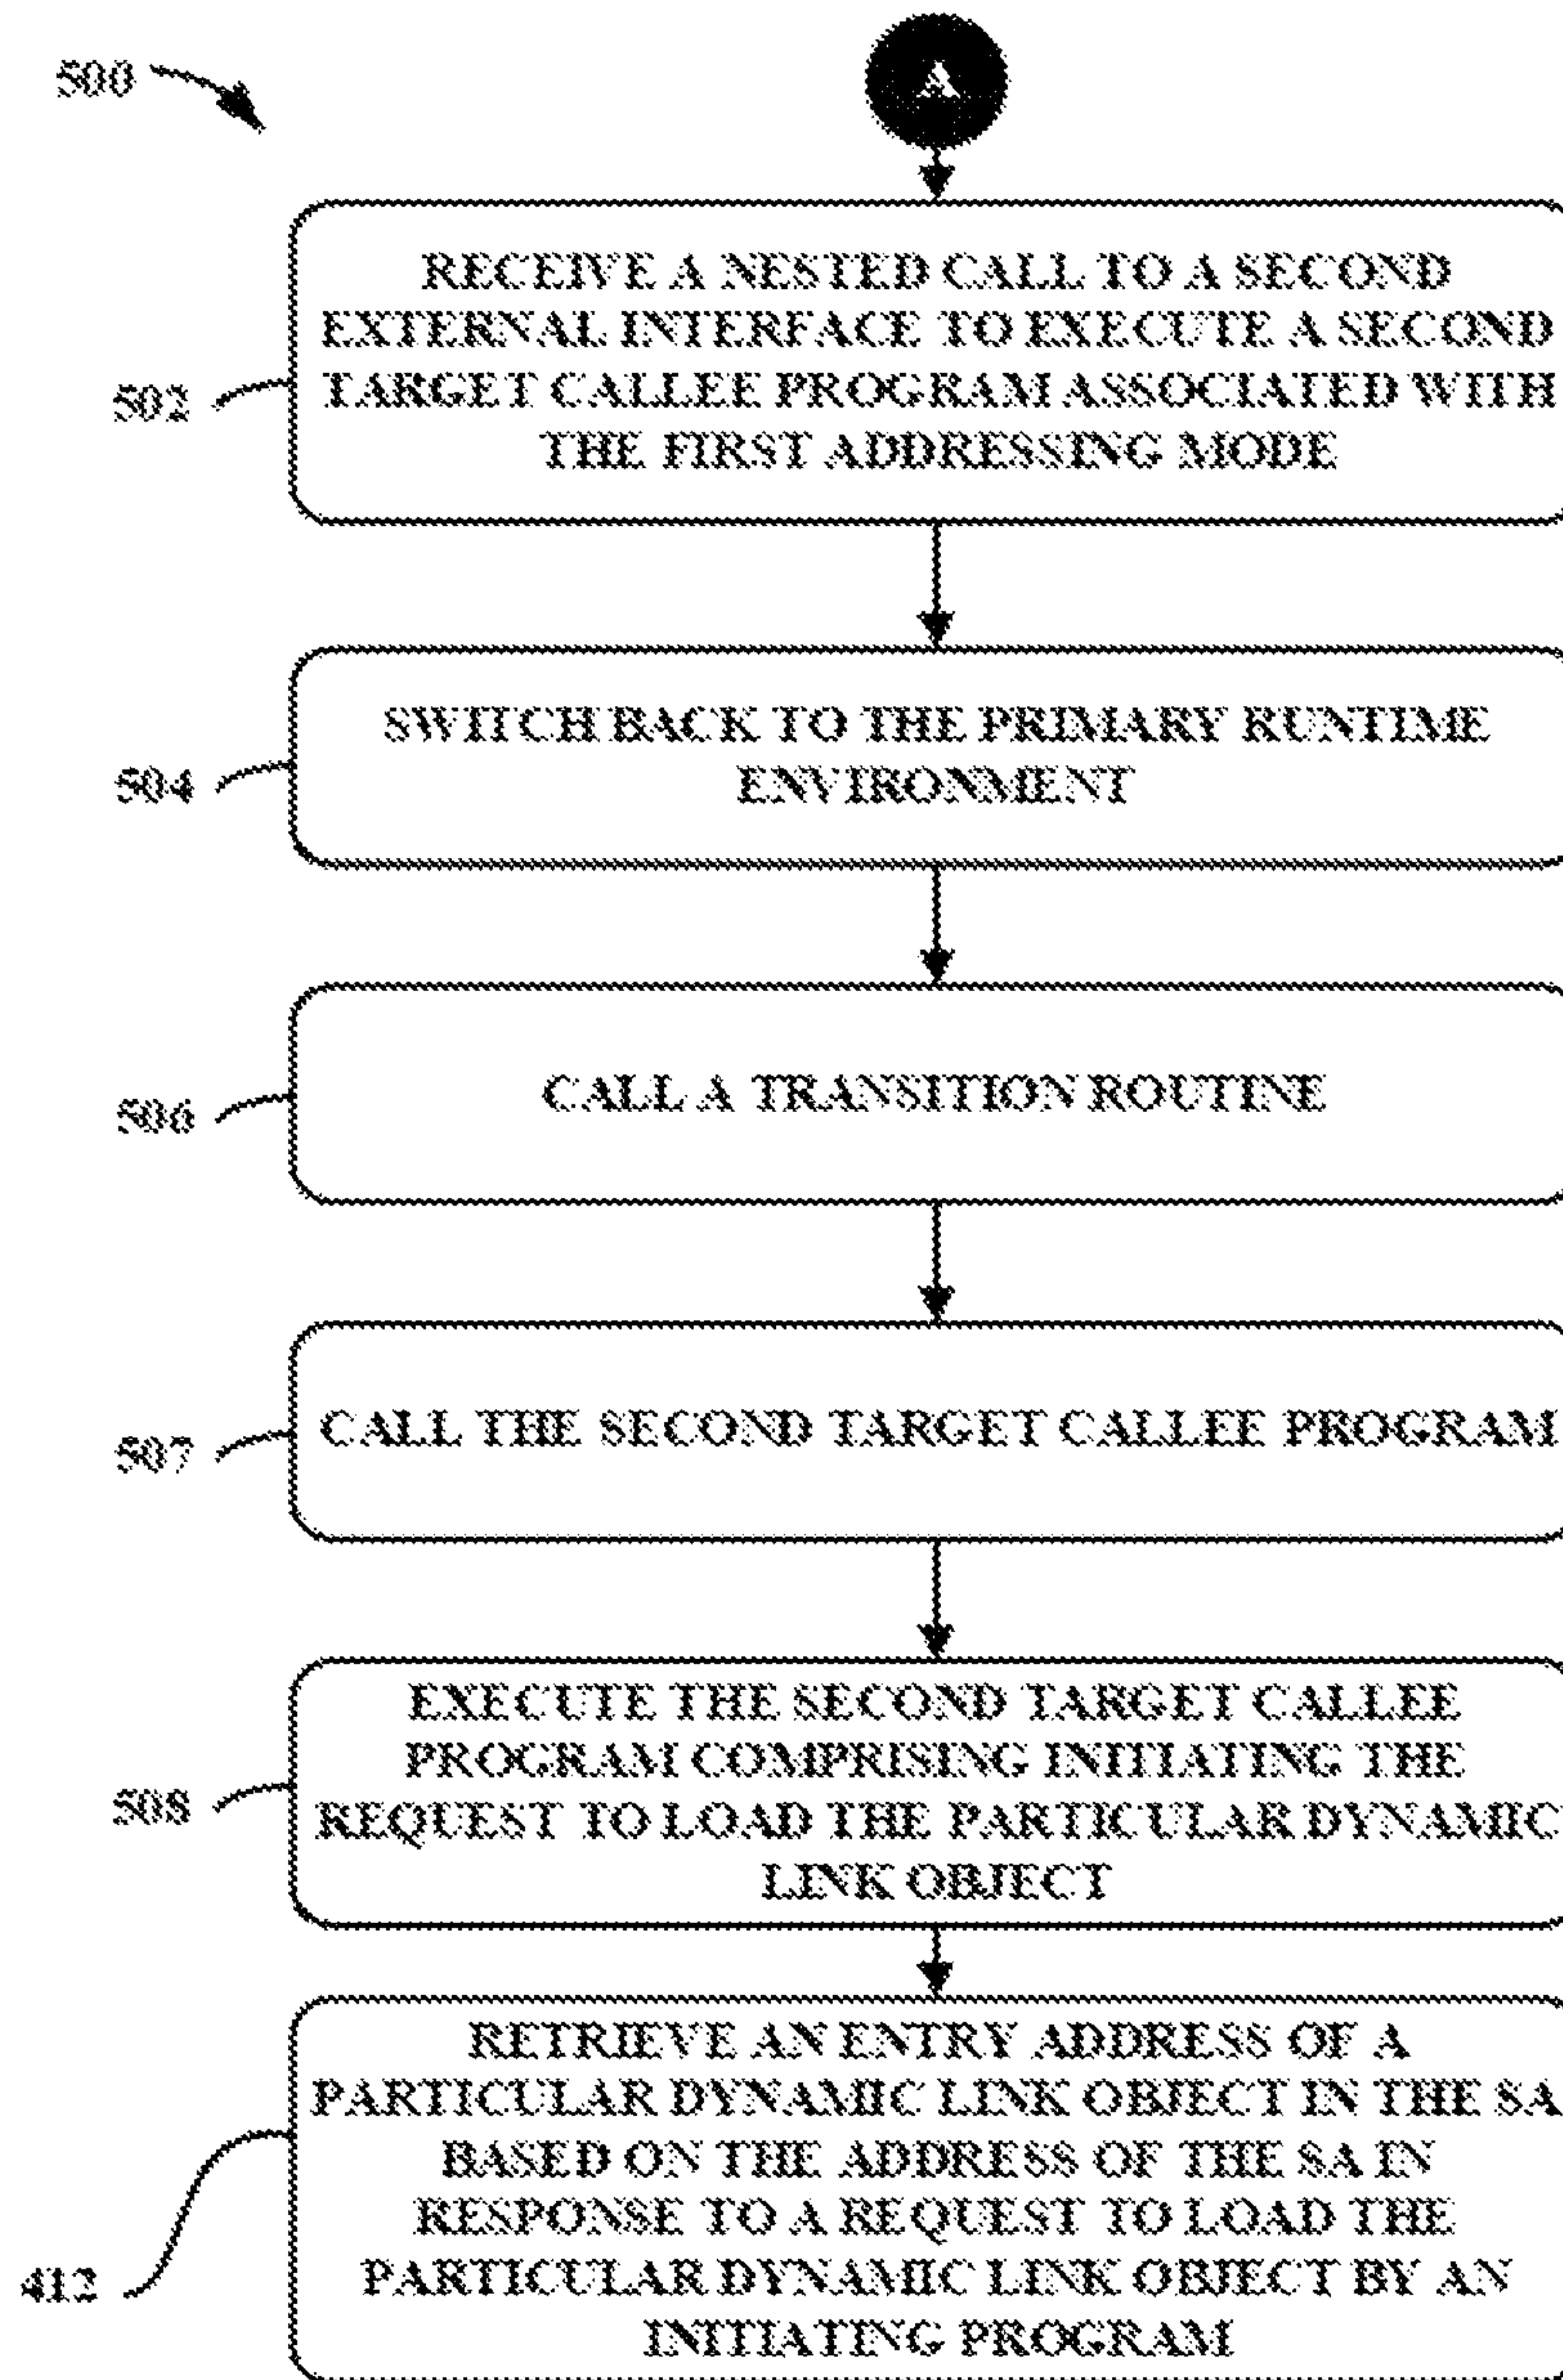 500
A
RECEIVE A NESTED CALL TO A SECOND
EXTERNAL INTERFACE TO EXECUTE A SECOND
TARGET CALLEE PROGRAM ASSOCIATED WITH
THE FIRST ADDRESSING MODE
502
SWITCH BACK TO THE PRIMARY RUNTIME
ENVIRONMENT
504
CALL A TRANSITION ROUTINE
506
CALL THE SECOND TARGET CALLEE PROGRAM
507
EXECUTE THE SECOND TARGET CALLEE
PROGRAM COMPRISING INITIATING THE
REQUEST TO LOAD THE PARTICULAR DYNAMIC
LINK OBJECT
508
RETRIEVE AN ENTRY ADDRESS OF A
PARTICULAR DYNAMIC LINK OBJECT IN THE SA
BASED ON THE ADDRESS OF THE SA IN
RESPONSE TO A REQUEST TO LOAD THE
PARTICULAR DYNAMIC LINK OBJECT BY AN
INITIATING PROGRAM
412